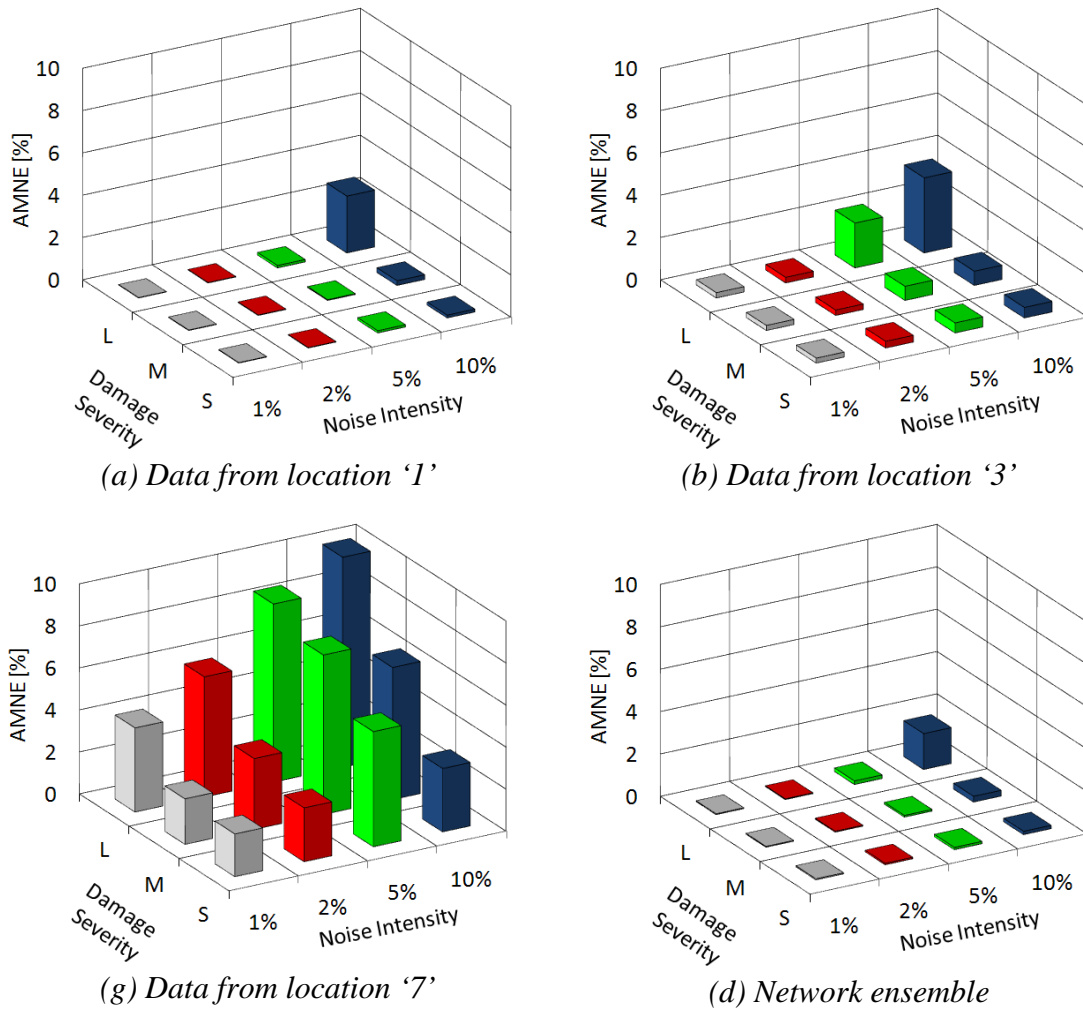 10
8
6
4
2
0
AMNE [%]
L
M
S
Damage
Severity
1%
2%
5%
10%
Noise Intensity
(a) Data from location ‘1’
10
8
6
4
2
0
AMNE [%]
L
M
S
Damage
Severity
1%
2%
5%
10%
Noise Intensity
(b) Data from location ‘3’
10
8
6
4
2
0
AMNE [%]
L
M
S
Damage
Severity
1%
2%
5%
10%
Noise Intensity
(g) Data from location ‘7’
10
8
6
4
2
0
AMNE [%]
L
M
S
Damage
Severity
1%
2%
5%
10%
Noise Intensity
(d) Network ensemble